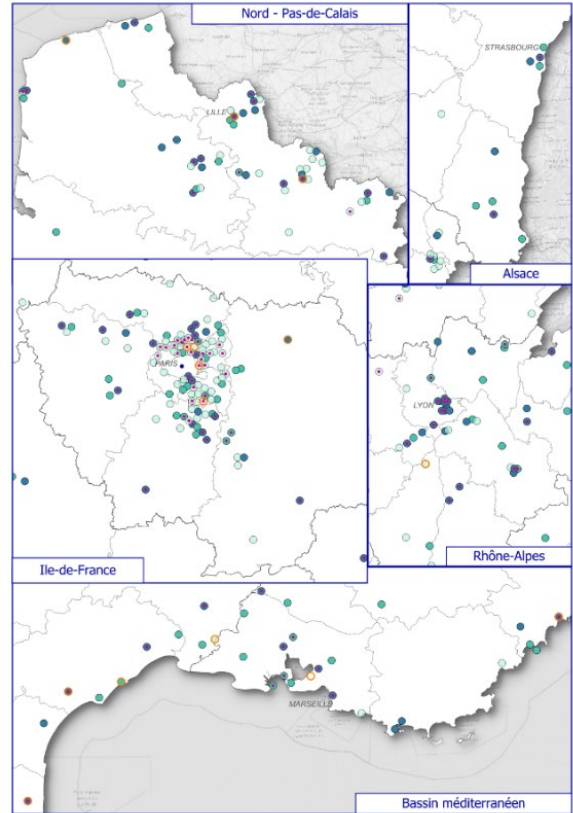 Nord - Pas-de-Calais
STRASBOURG
LILLE
Alsace
PARIS
LYON
Ile-de-France
Rhône-Alpes
MARSEILLE
Bassin méditerranéen